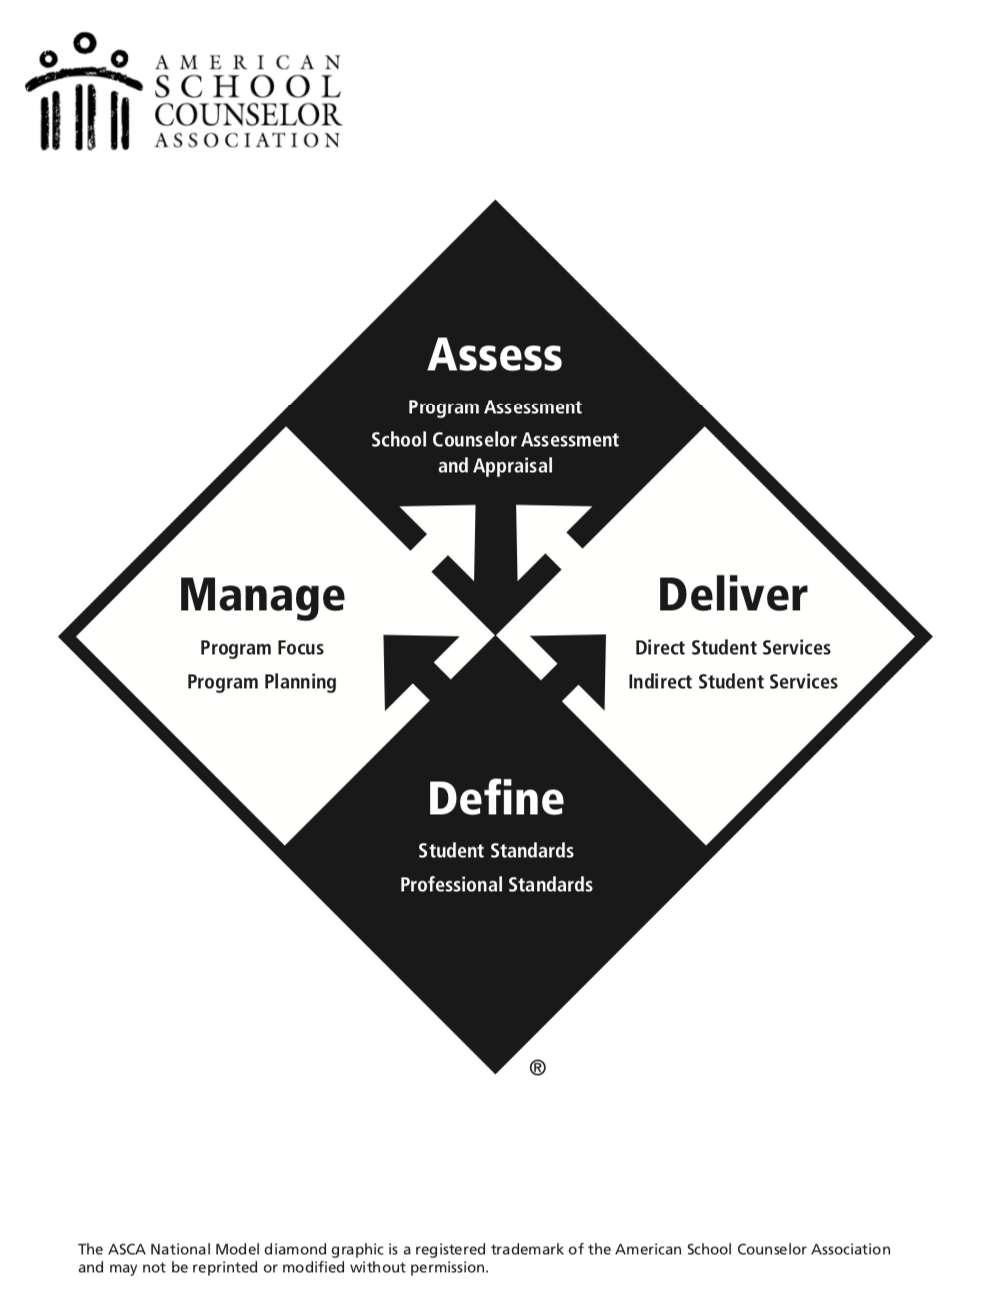 AMERICAN
SCHOOL
COUNSELOR
ASSOCIATION
Assess
Program Assessment
School Counselor Assessment
and Appraisal
Manage
Program Focus
Program Planning
Deliver
Direct Student Services
Indirect Student Services
Define
Student Standards
Professional Standards
®
The ASCA National Model diamond graphic is a registered trademark of the American School Counselor Association
and may not be reprinted or modified without permission.